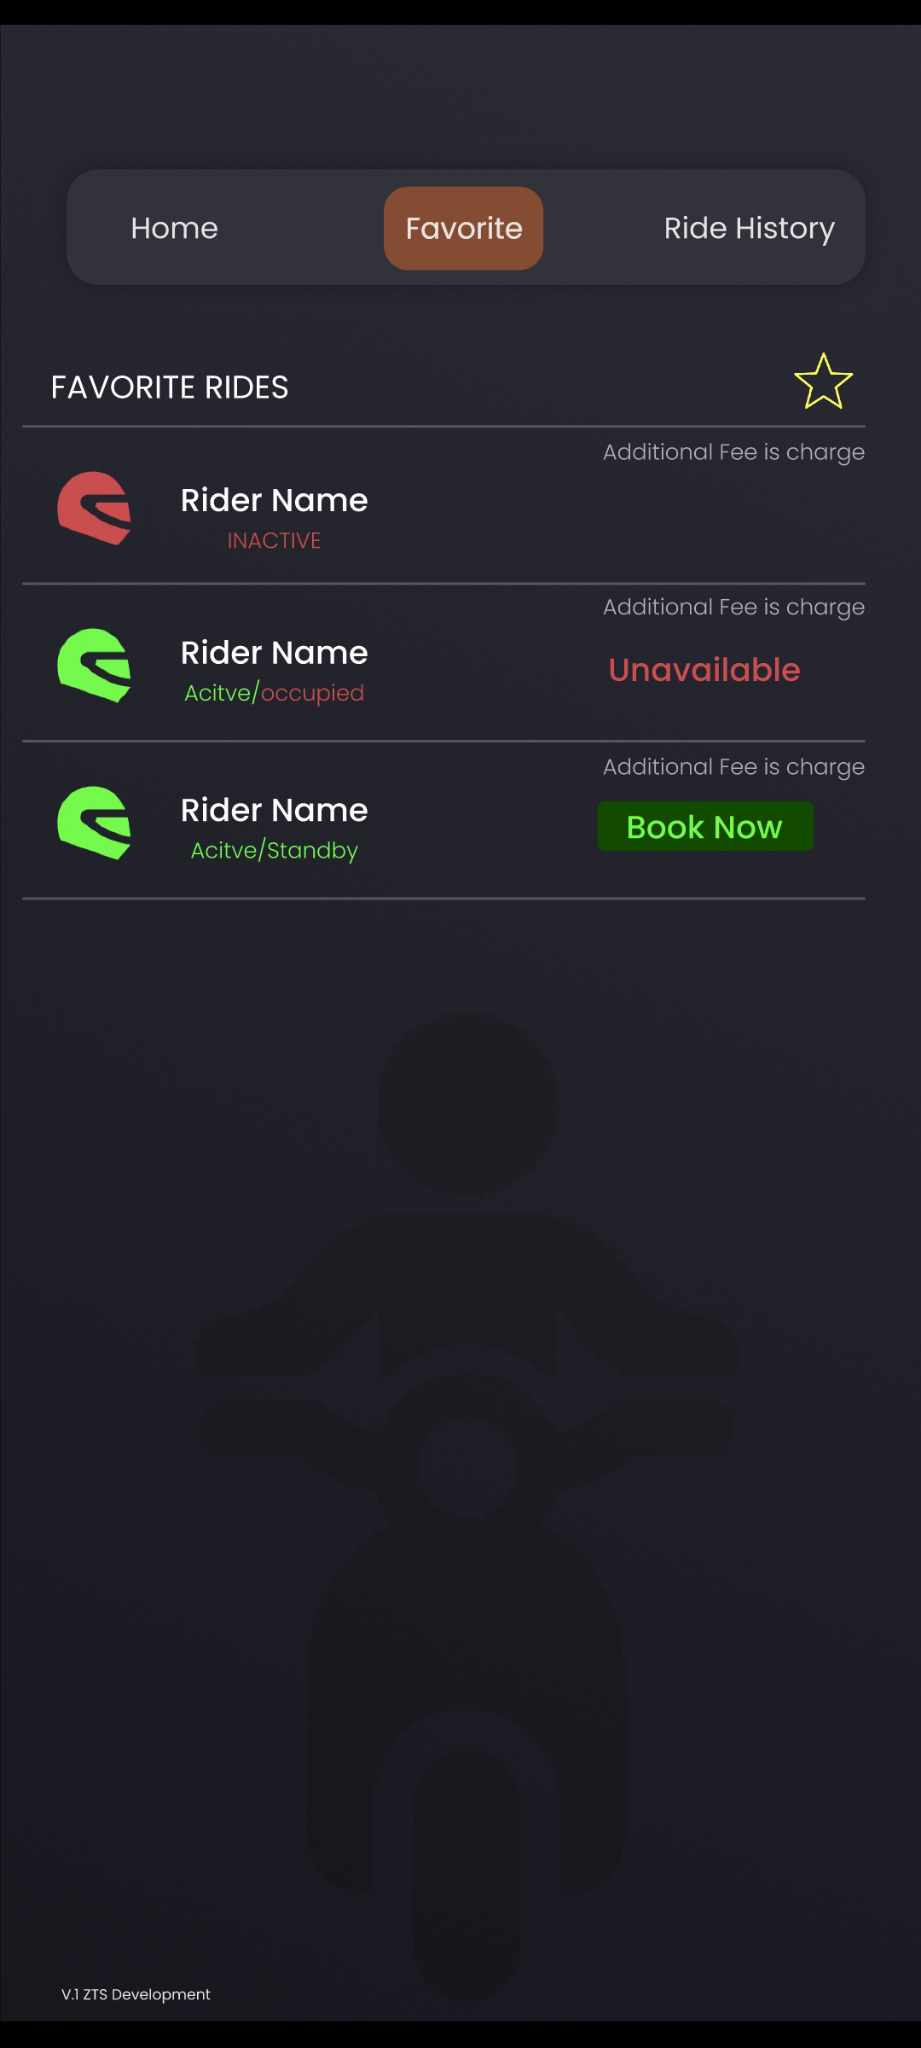 Home Favorite Ride History
FAVORITE RIDES
Additional Fee is charge
Rider Name
INACTIVE
Additional Fee is charge
Rider Name
Unavailable
Acitve/occupied
Additional Fee is charge
Rider Name
Book Now
Acitve/Standby
V.1 ZTS Development